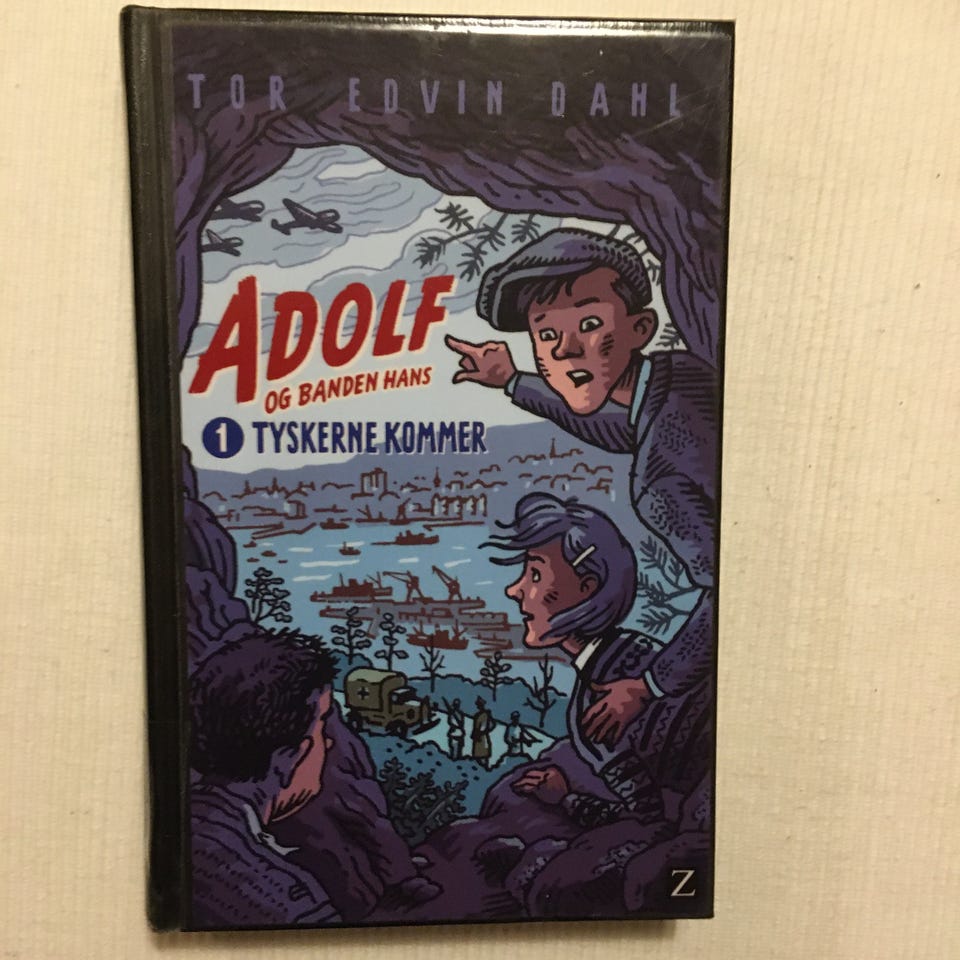 TOR EDVIN DAHL
ADOLF
OG BANDEN HANS
1 TYSKERNE KOMMER
Z